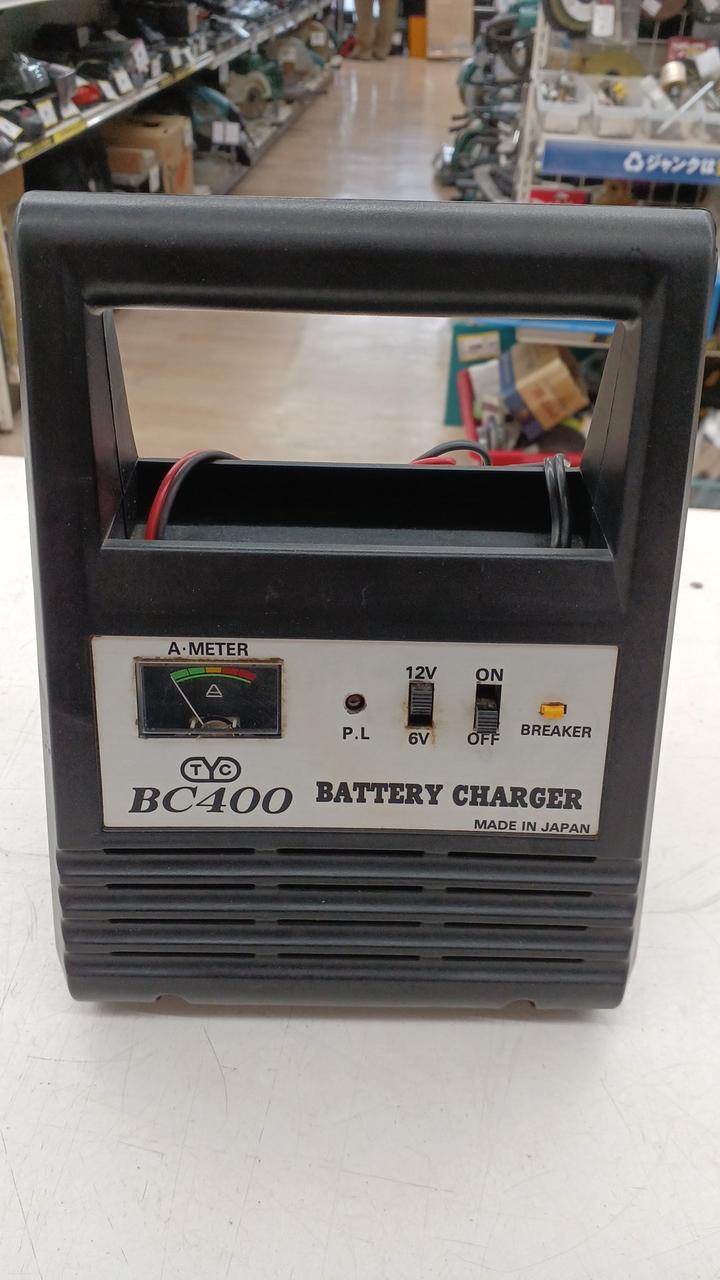 ジャンクは
A·METER
12V
ON
P.L
6V
OFF
BREAKER
TYC
BC400
BATTERY CHARGER
MADE IN JAPAN